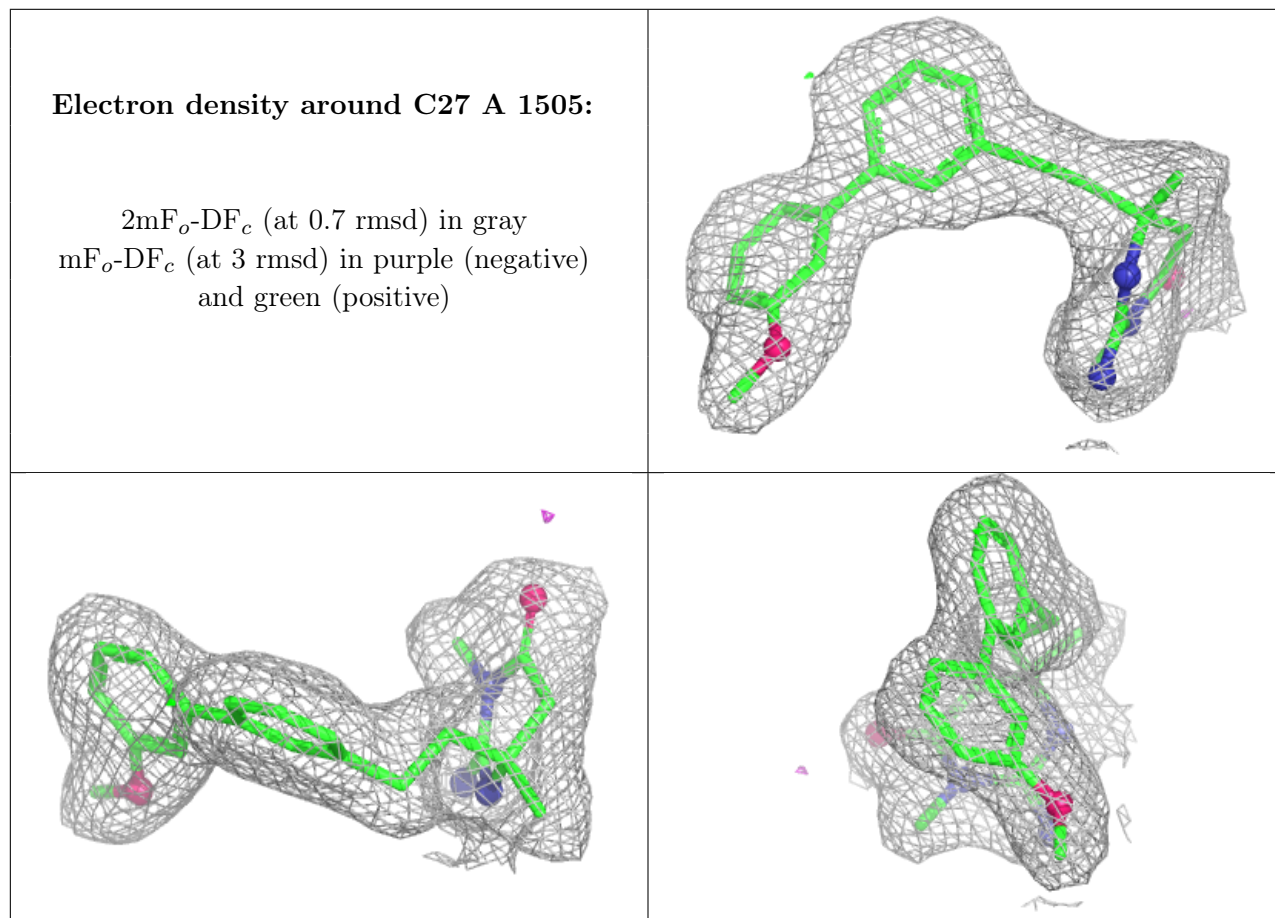 Electron density around C27 A 1505:
2mFo-DFc (at 0.7 rmsd) in gray
mFo-DFc (at 3 rmsd) in purple (negative)
and green (positive)